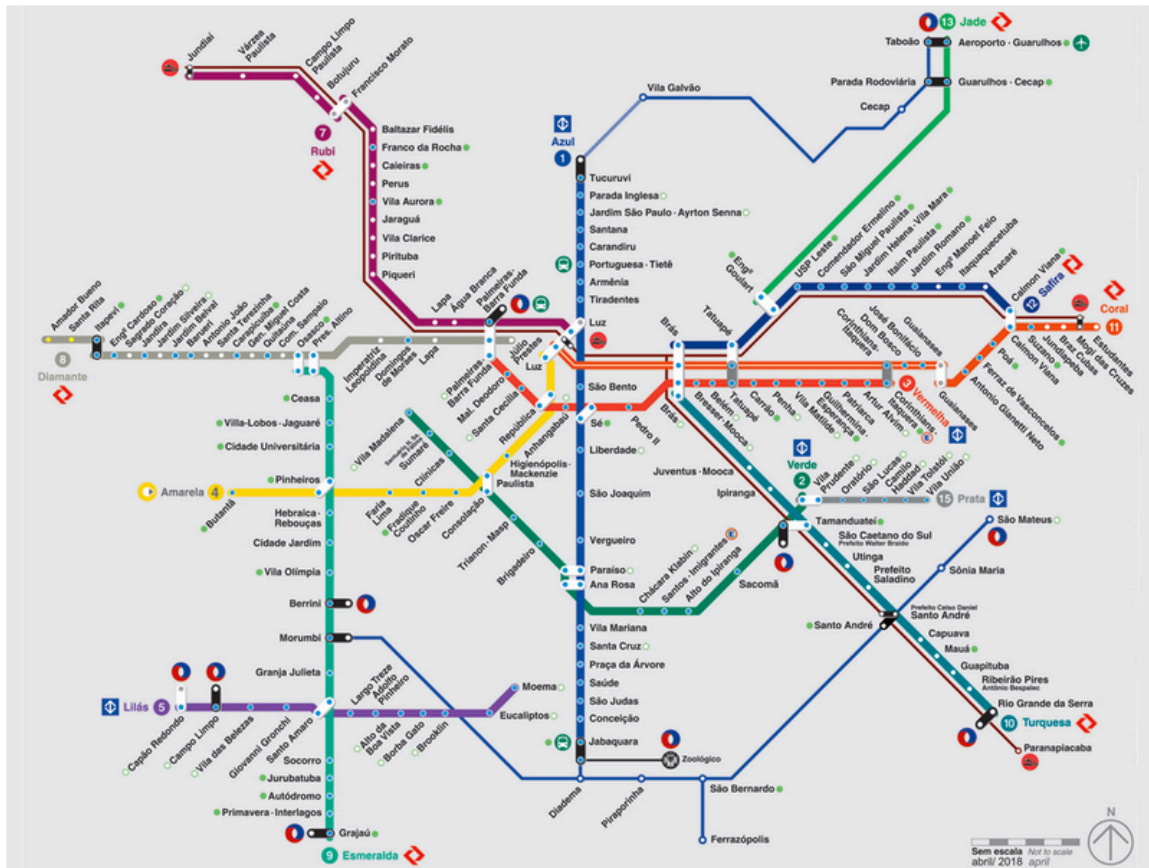 13 Jade
Taboão
Aeroporto - Guarulhos
Parada Rodoviária
Guarulhos - Cecap
Cecap
Vila Galvão
Jundiaí
Várzea
Paulista
Campo Limpo
Paulista
Botujuru
Francisco Morato
7
Rubi
Baltazar Fidélis
Franco da Rocha
Caieiras
Perus
Vila Aurora
Jaraguá
Vila Clarice
Pirituba
Piqueri
Lapa
Água Branca
Palmeiras-
Barra Funda
Azul
1
Tucuruvi
Parada Inglesa
Jardim São Paulo - Ayrton Senna
Santana
Carandiru
Portuguesa - Tietê
Armênia
Tiradentes
Luz
São Bento
Sé
Liberdade
São Joaquim
Vergueiro
Paraíso
Ana Rosa
Vila Mariana
Santa Cruz
Praça da Árvore
Saúde
São Judas
Conceição
Jabaquara
Zoológico
Engº
Goulart
USP Leste
Comendador Ermelino
São Miguel Paulista
Jardim Helena - Vila Mara
Itaim Paulista
Jardim Romano
Engº Manoel Feio
Itaquaquecetuba
Aracaré
Calmon Viana
12
Safira
Coral
11
Estudantes
Mogi das Cruzes
Braz Cubas
Jundiapeba
Suzano
Calmon Viana
Poá
Ferraz de Vasconcelos
Antonio Gianetti Neto
Guaianases
Guaianases
José Bonifácio
Dom Bosco
Corinthians-
Itaquera
Tatuapé
Brás
3
Vermelha
Corinthians-
Itaquera
Artur Alvim
Patriarca
Guilhermina-
Esperança
Vila
Matilde
Penha
Carrão
Tatuapé
Belém
Bresser - Mooca
Brás
Pedro II
Anhangabaú
República
Santa Cecília
Mal. Deodoro
Palmeiras-
Barra Funda
Júlio
Prestes
Luz
Amador Bueno
Santa Rita
Itapevi
Engº Cardoso
Sagrado Coração
Jandira
Jardim Silveira
Jardim Belval
Barueri
Antonio João
Santa Terezinha
Carapicuíba
Gen. Miguel Costa
Quitaúna
Com. Sampaio
Osasco
Pres. Altino
Imperatriz
Leopoldina
Domingos
de Moraes
Lapa
8
Diamante
Ceasa
Villa-Lobos - Jaguaré
Cidade Universitária
Pinheiros
Hebraica -
Rebouças
Cidade Jardim
Vila Olímpia
Berrini
Morumbi
Granja Julieta
Santo Amaro
Socorro
Jurubatuba
Autódromo
Primavera - Interlagos
Grajaú
9 Esmeralda
Amarela 4
Butantã
Faria
Lima
Fradique
Coutinho
Oscar Freire
Paulista
Higienópolis -
Mackenzie
Vila Madalena
Santuário N. Sa.
de Fátima
Sumaré
Clínicas
Consolação
Trianon - Masp
Brigadeiro
Chácara Klabin
Santos - Imigrantes
Alto do Ipiranga
Sacomã
Tamanduateí
Verde
2
Vila
Prudente
Oratório
São Lucas
Camilo
Haddad
Vila Tolstói
Vila União
15 Prata
São Mateus
Sônia Maria
Juventus - Mooca
Ipiranga
São Caetano do Sul
Prefeito Walter Braido
Utinga
Prefeito
Saladino
Prefeito Celso Daniel
Santo André
Santo André
Capuava
Mauá
Guapituba
Ribeirão Pires
Antônio Bespalec
Rio Grande da Serra
10 Turquesa
Paranapiacaba
Lilás 5
Capão Redondo
Campo Limpo
Vila das Belezas
Giovanni Gronchi
Largo Treze
Adolfo
Pinheiro
Alto da
Boa Vista
Borba Gato
Brooklin
Eucaliptos
Moema
Diadema
Piraporinha
São Bernardo
Ferrazópolis
N
Sem escala Not to scale
abril/ 2018 april